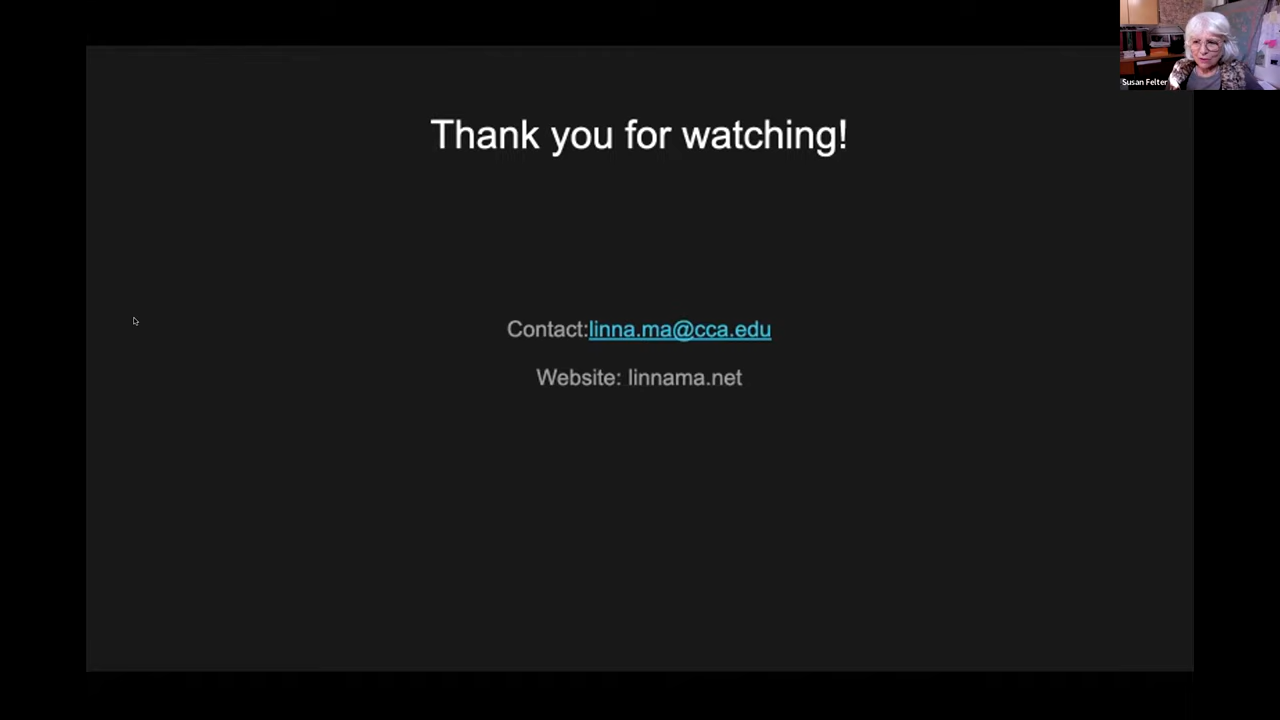 Susan Felter
Thank you for watching!
Contact:linna.ma@cca.edu
Website: linnama.net